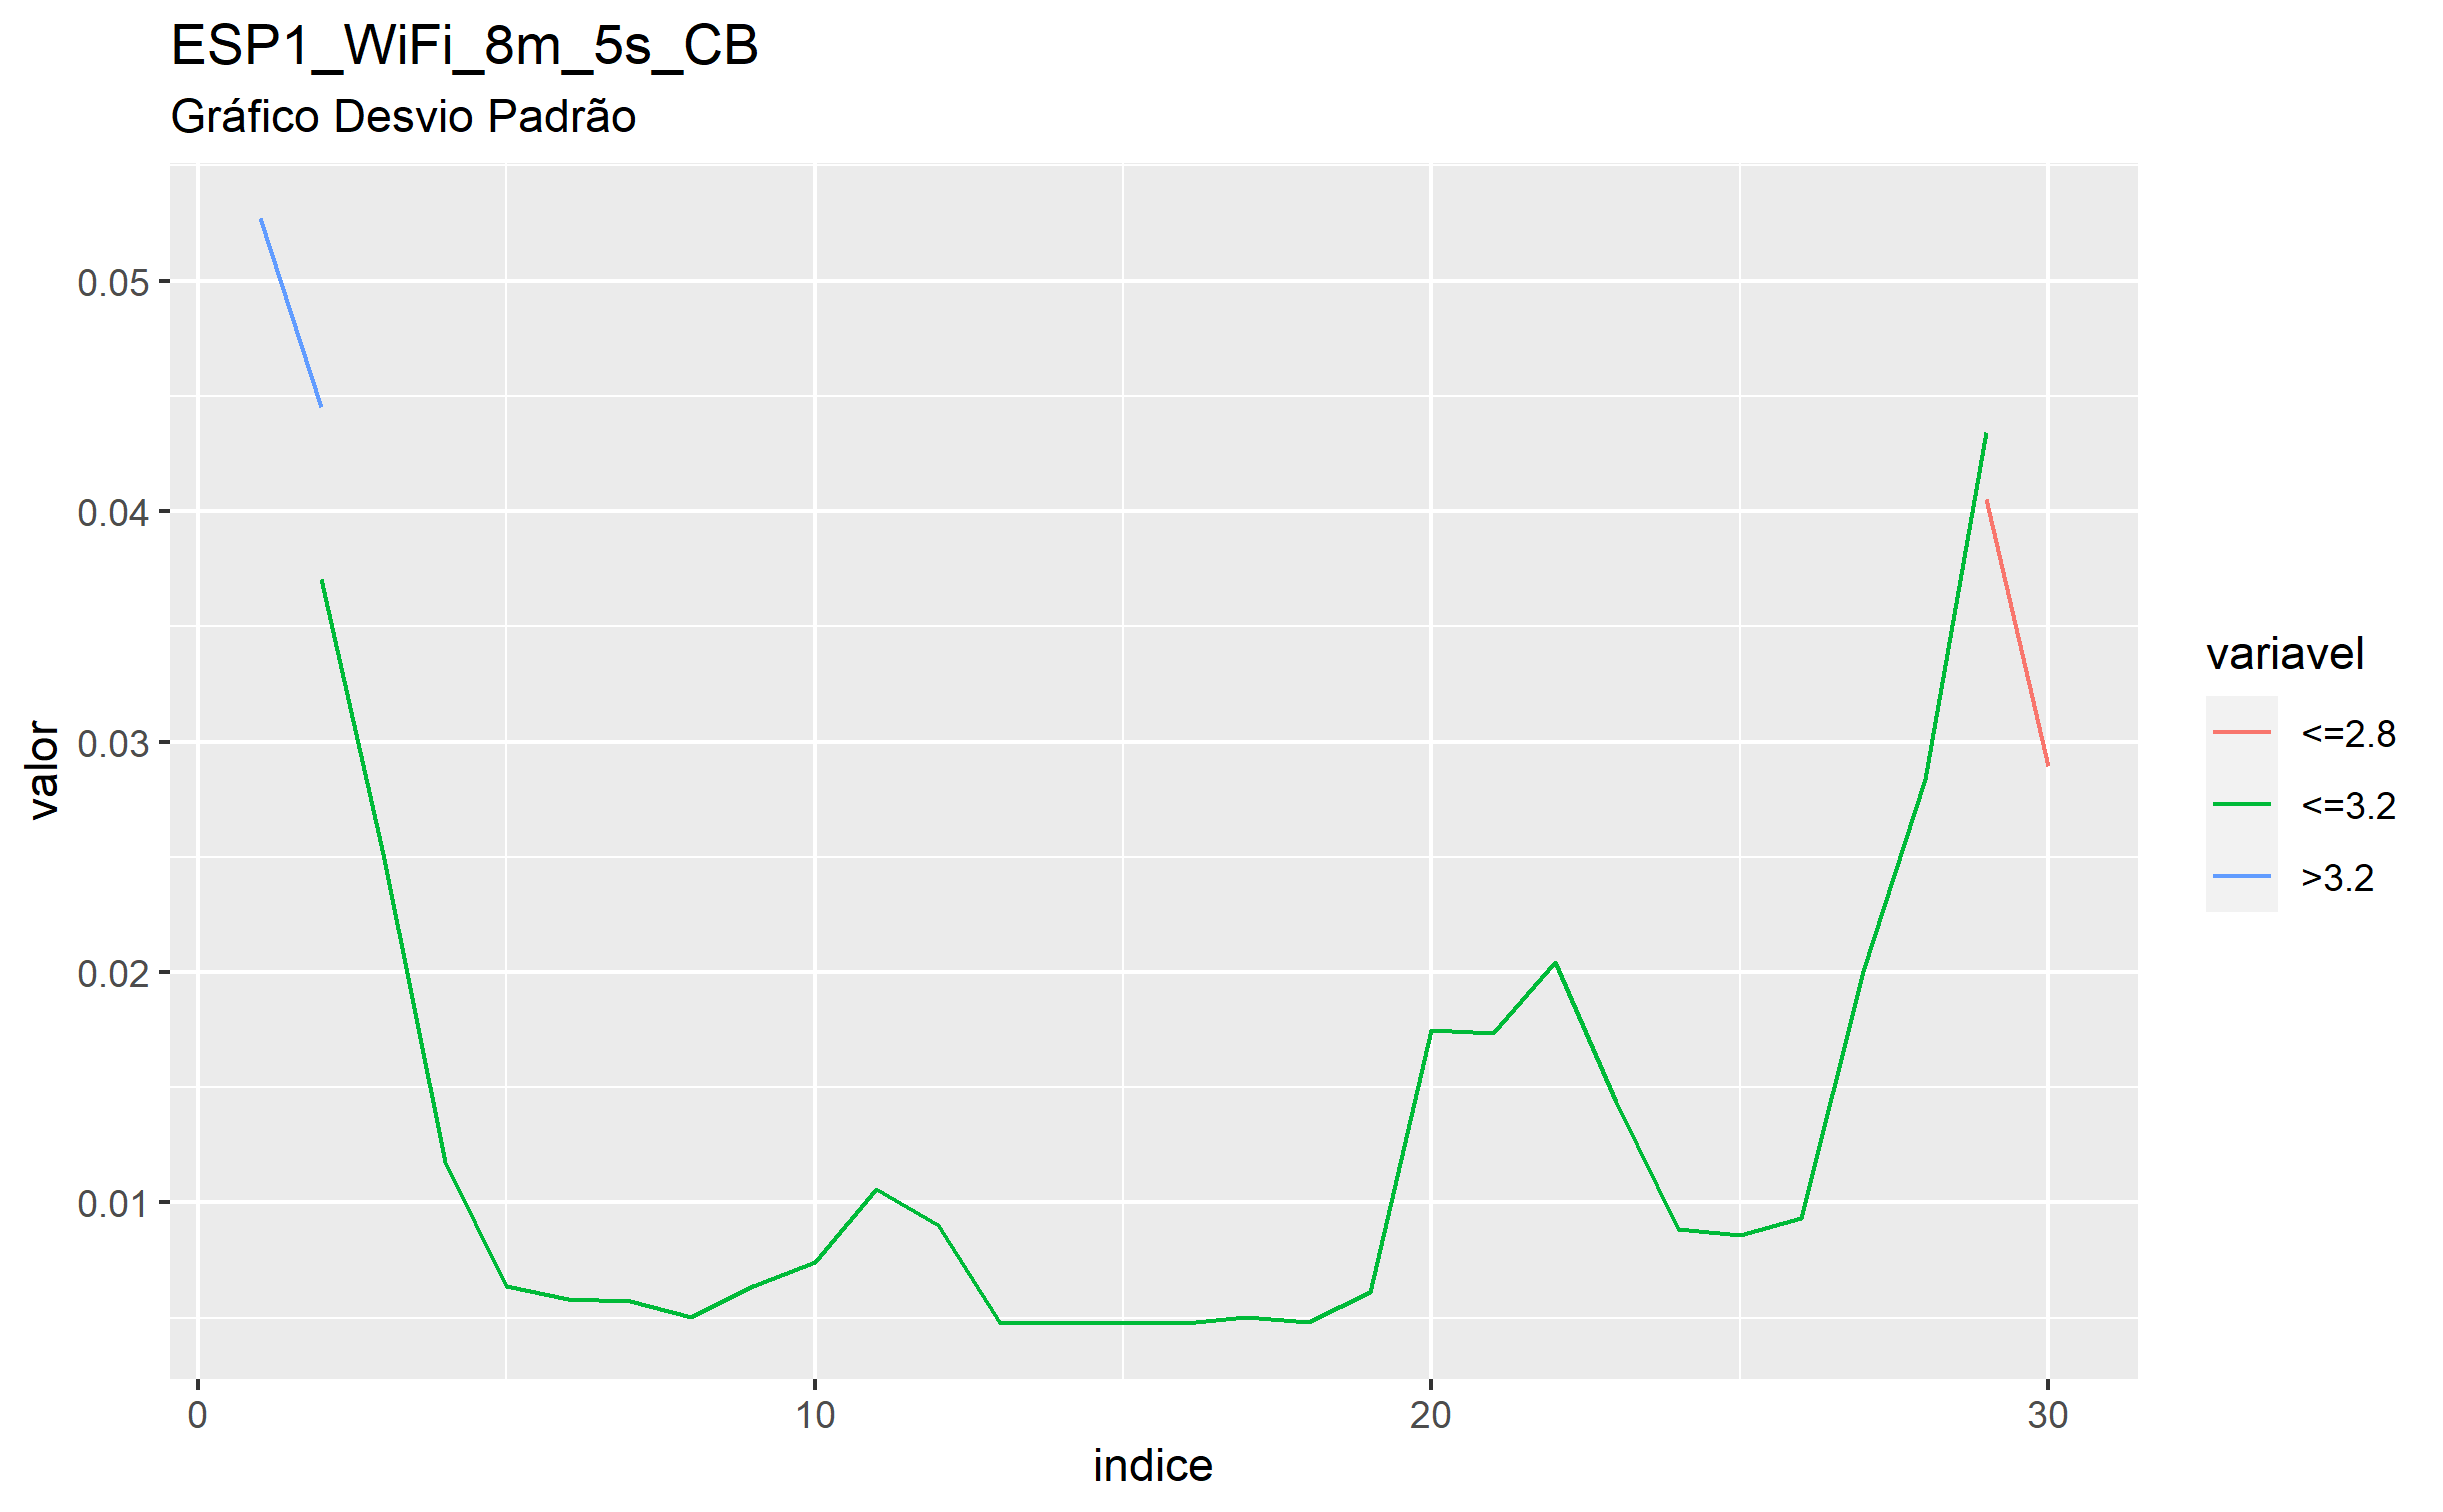 ESP1_WiFi_8m_5s_CB
Gráfico Desvio Padrão
0.05
0.04
0.03
0.02
0.01
valor
0
10
20
30
indice
variavel
<=2.8
<=3.2
>3.2